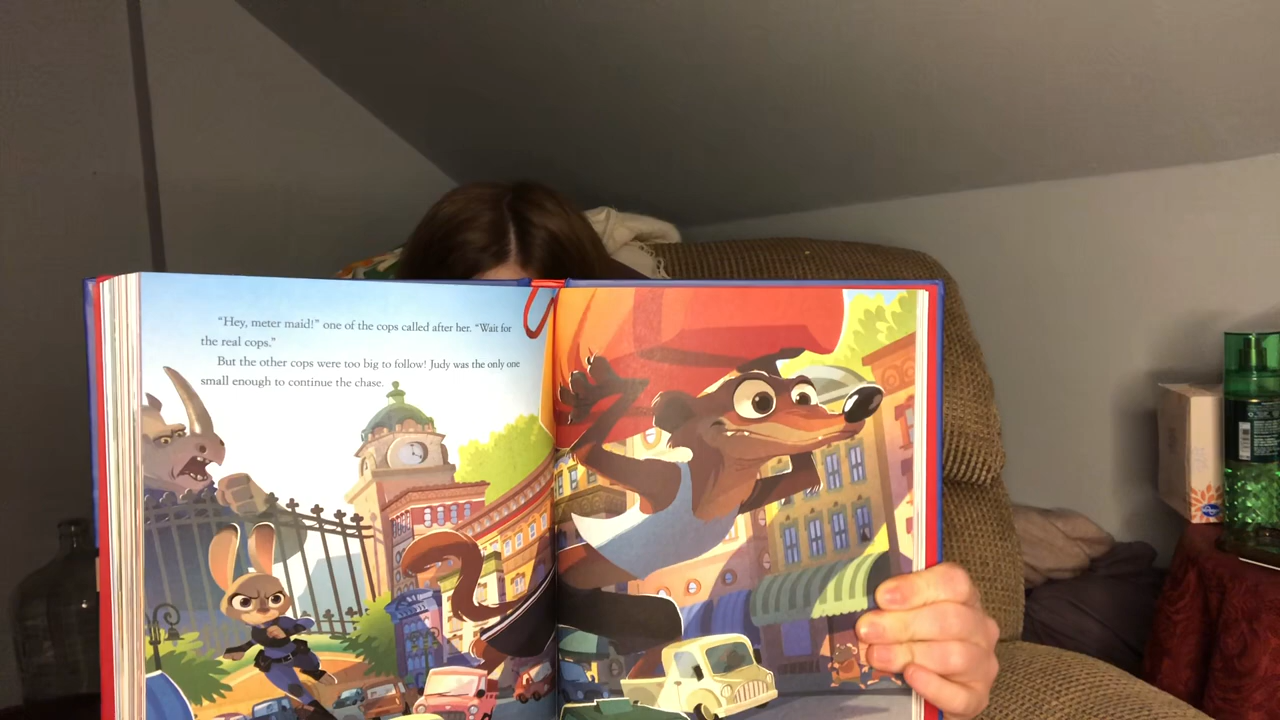 "Hey, meter maid!" one of the cops called after her. "Wait for
the real cops."
But the other cops were too big to follow! Judy was the only one
small enough to continue the chase.